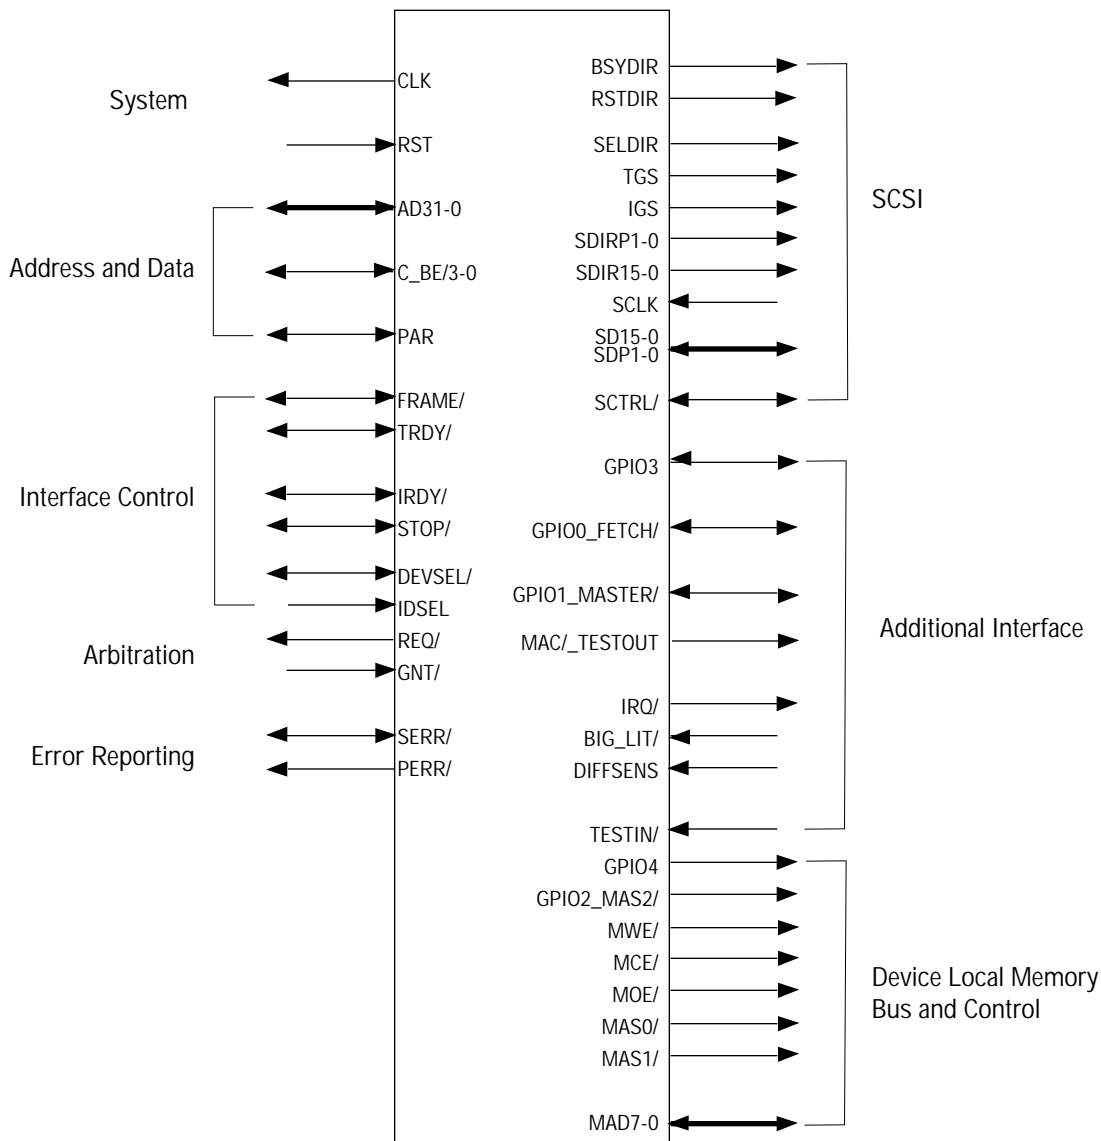 System
CLK
RST
Address and Data
AD31-0
C_BE/3-0
PAR
Interface Control
FRAME/
TRDY/
IRDY/
STOP/
DEVSEL/
IDSEL
Arbitration
REQ/
GNT/
Error Reporting
SERR/
PERR/
BSYDIR
RSTDIR
SELDIR
TGS
IGS
SDIRP1-0
SDIR15-0
SCLK
SD15-0
SDP1-0
SCTRL/
SCSI
GPIO3
GPIO0_FETCH/
GPIO1_MASTER/
MAC/_TESTOUT
IRQ/
BIG_LIT/
DIFFSENS
TESTIN/
Additional Interface
GPIO4
GPIO2_MAS2/
MWE/
MCE/
MOE/
MAS0/
MAS1/
MAD7-0
Device Local Memory
Bus and Control